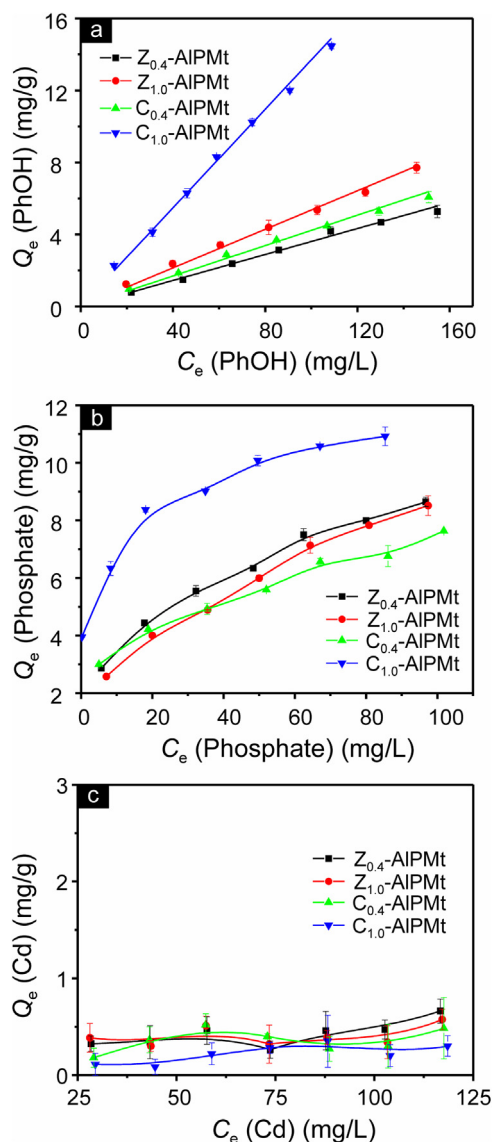 a
Z0.4-AlPMt
Z1.0-AlPMt
C0.4-AlPMt
C1.0-AlPMt
16
12
8
4
0
Qe (PhOH) (mg/g)
0 40 80 120 160
Ce (PhOH) (mg/L)
b
12
10
8
6
4
2
Qe (Phosphate) (mg/g)
Z0.4-AlPMt
Z1.0-AlPMt
C0.4-AlPMt
C1.0-AlPMt
0 20 40 60 80 100
Ce (Phosphate) (mg/L)
c
3
2
1
0
Qe (Cd) (mg/g)
Z0.4-AlPMt
Z1.0-AlPMt
C0.4-AlPMt
C1.0-AlPMt
25 50 75 100 125
Ce (Cd) (mg/L)